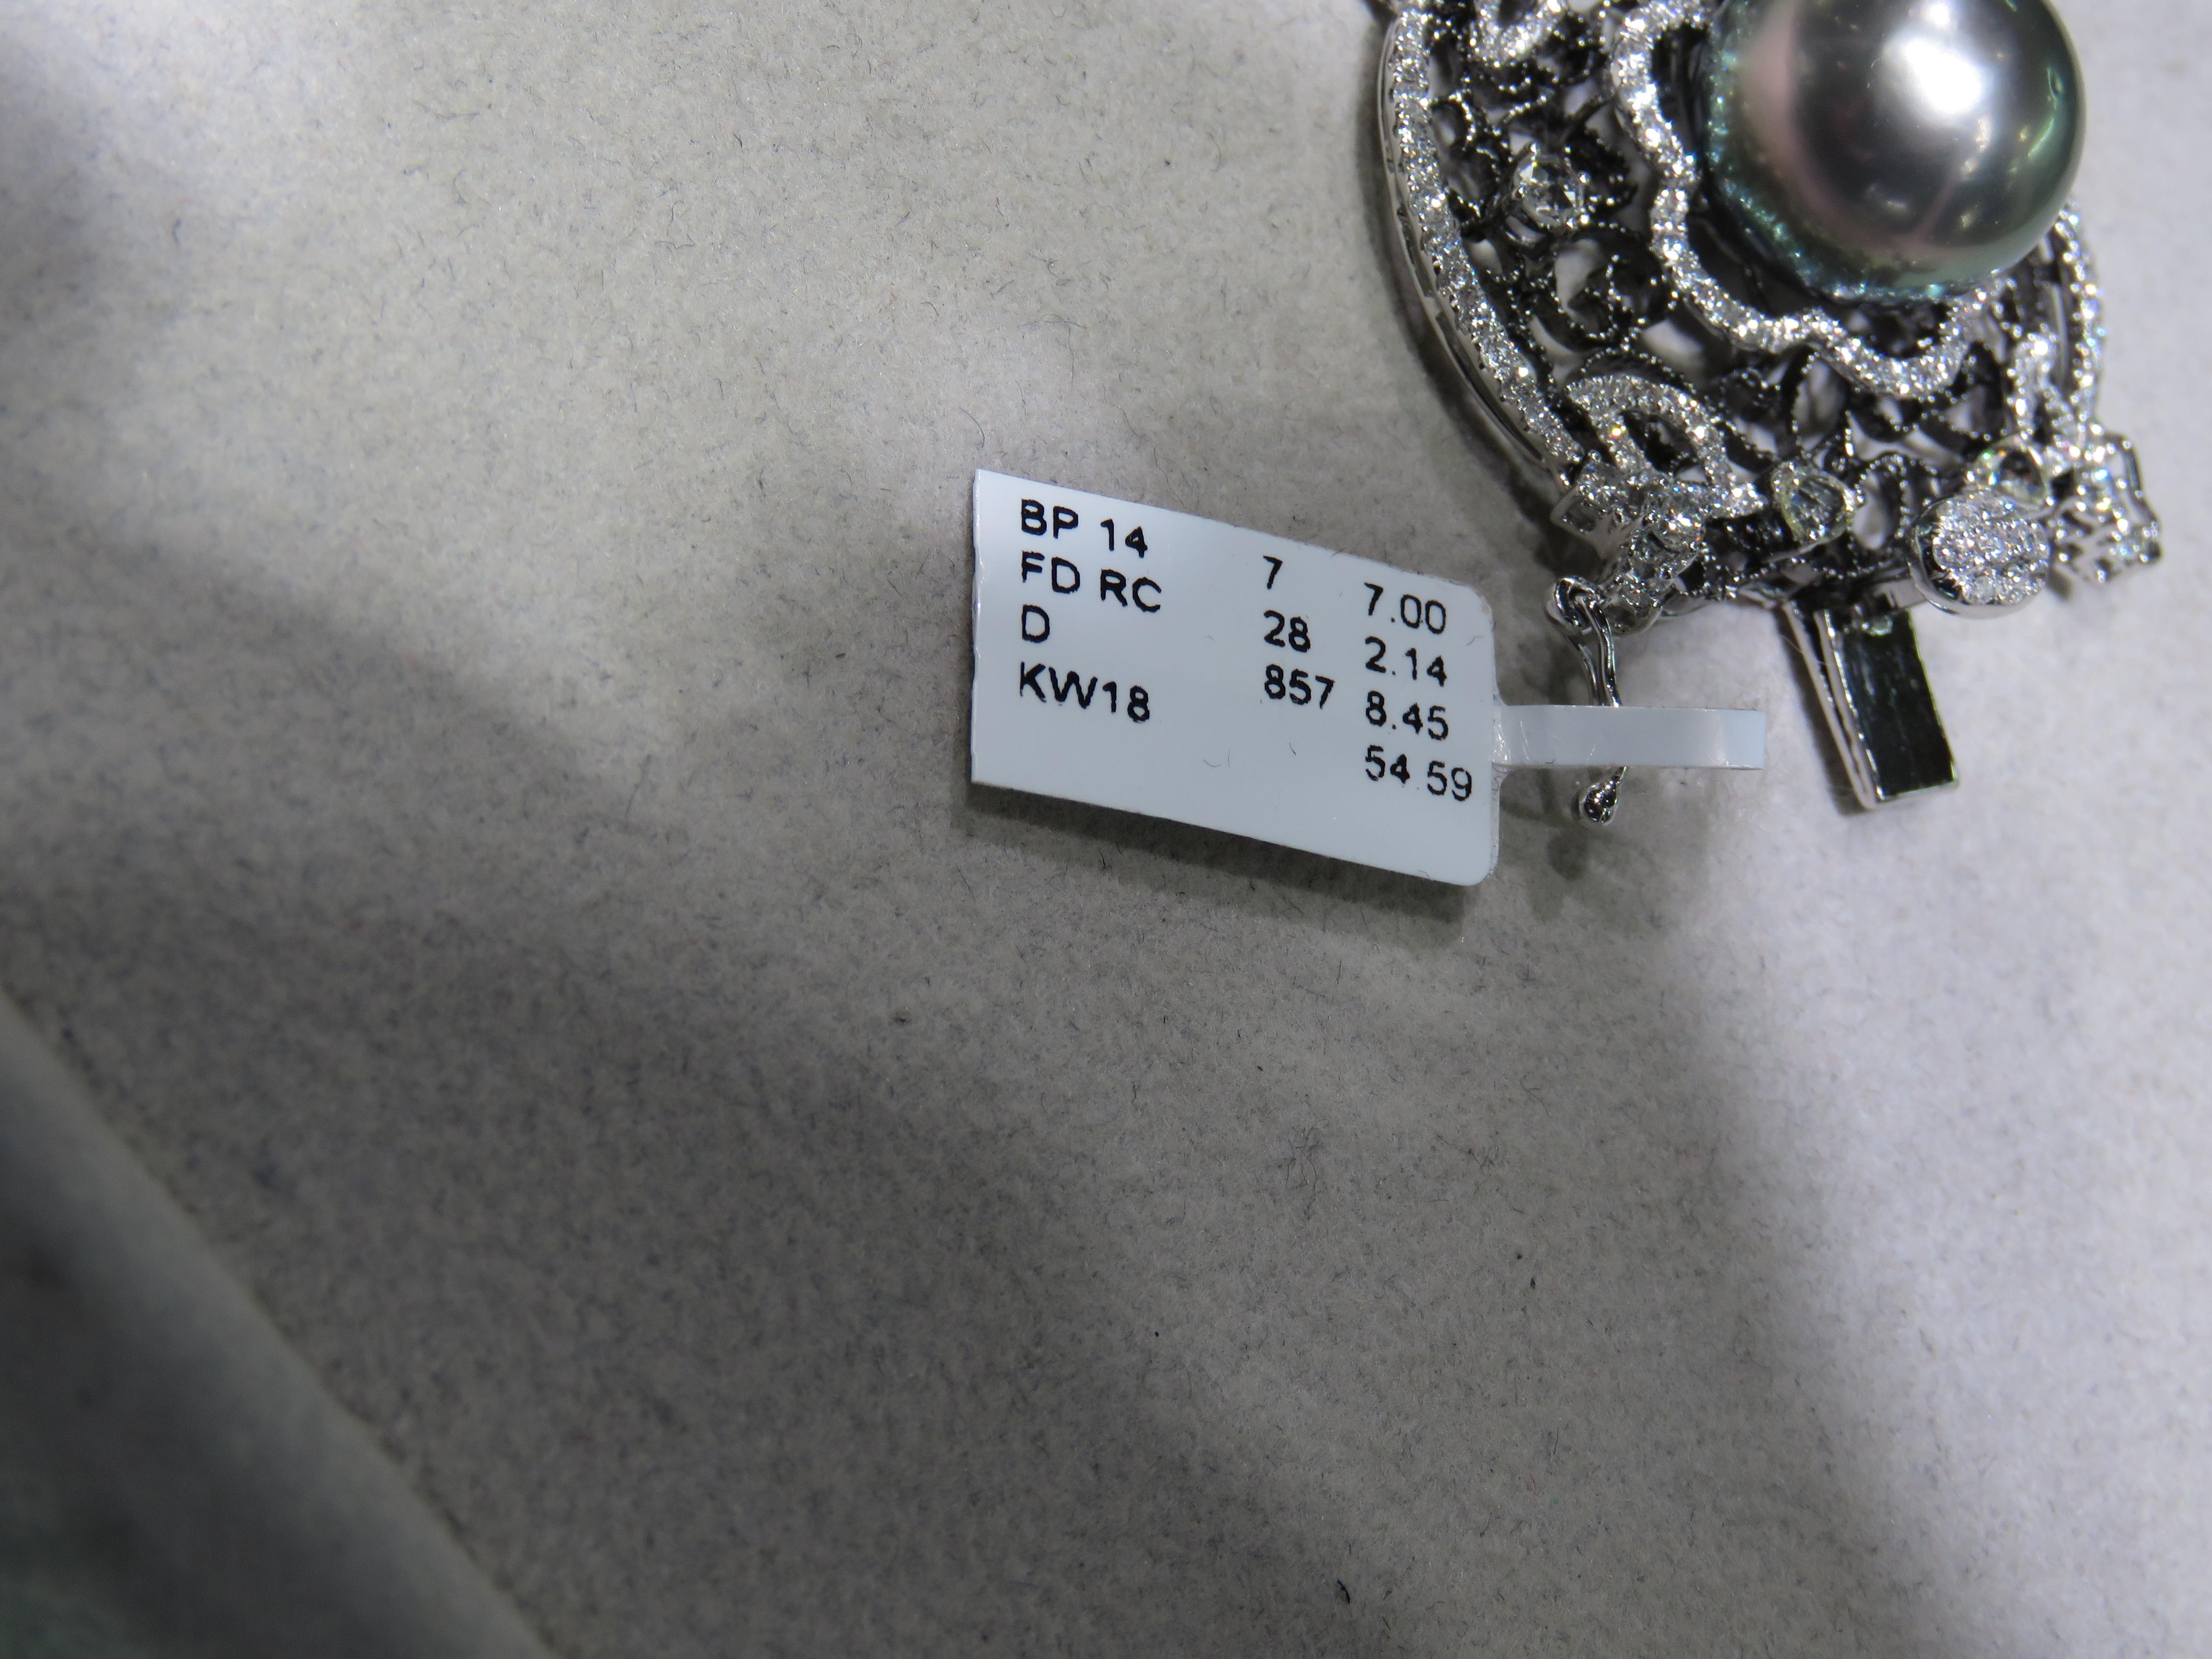 BP 14 7 7.00
FD RC 28 2.14
D 857 8.45
KW18 54.59